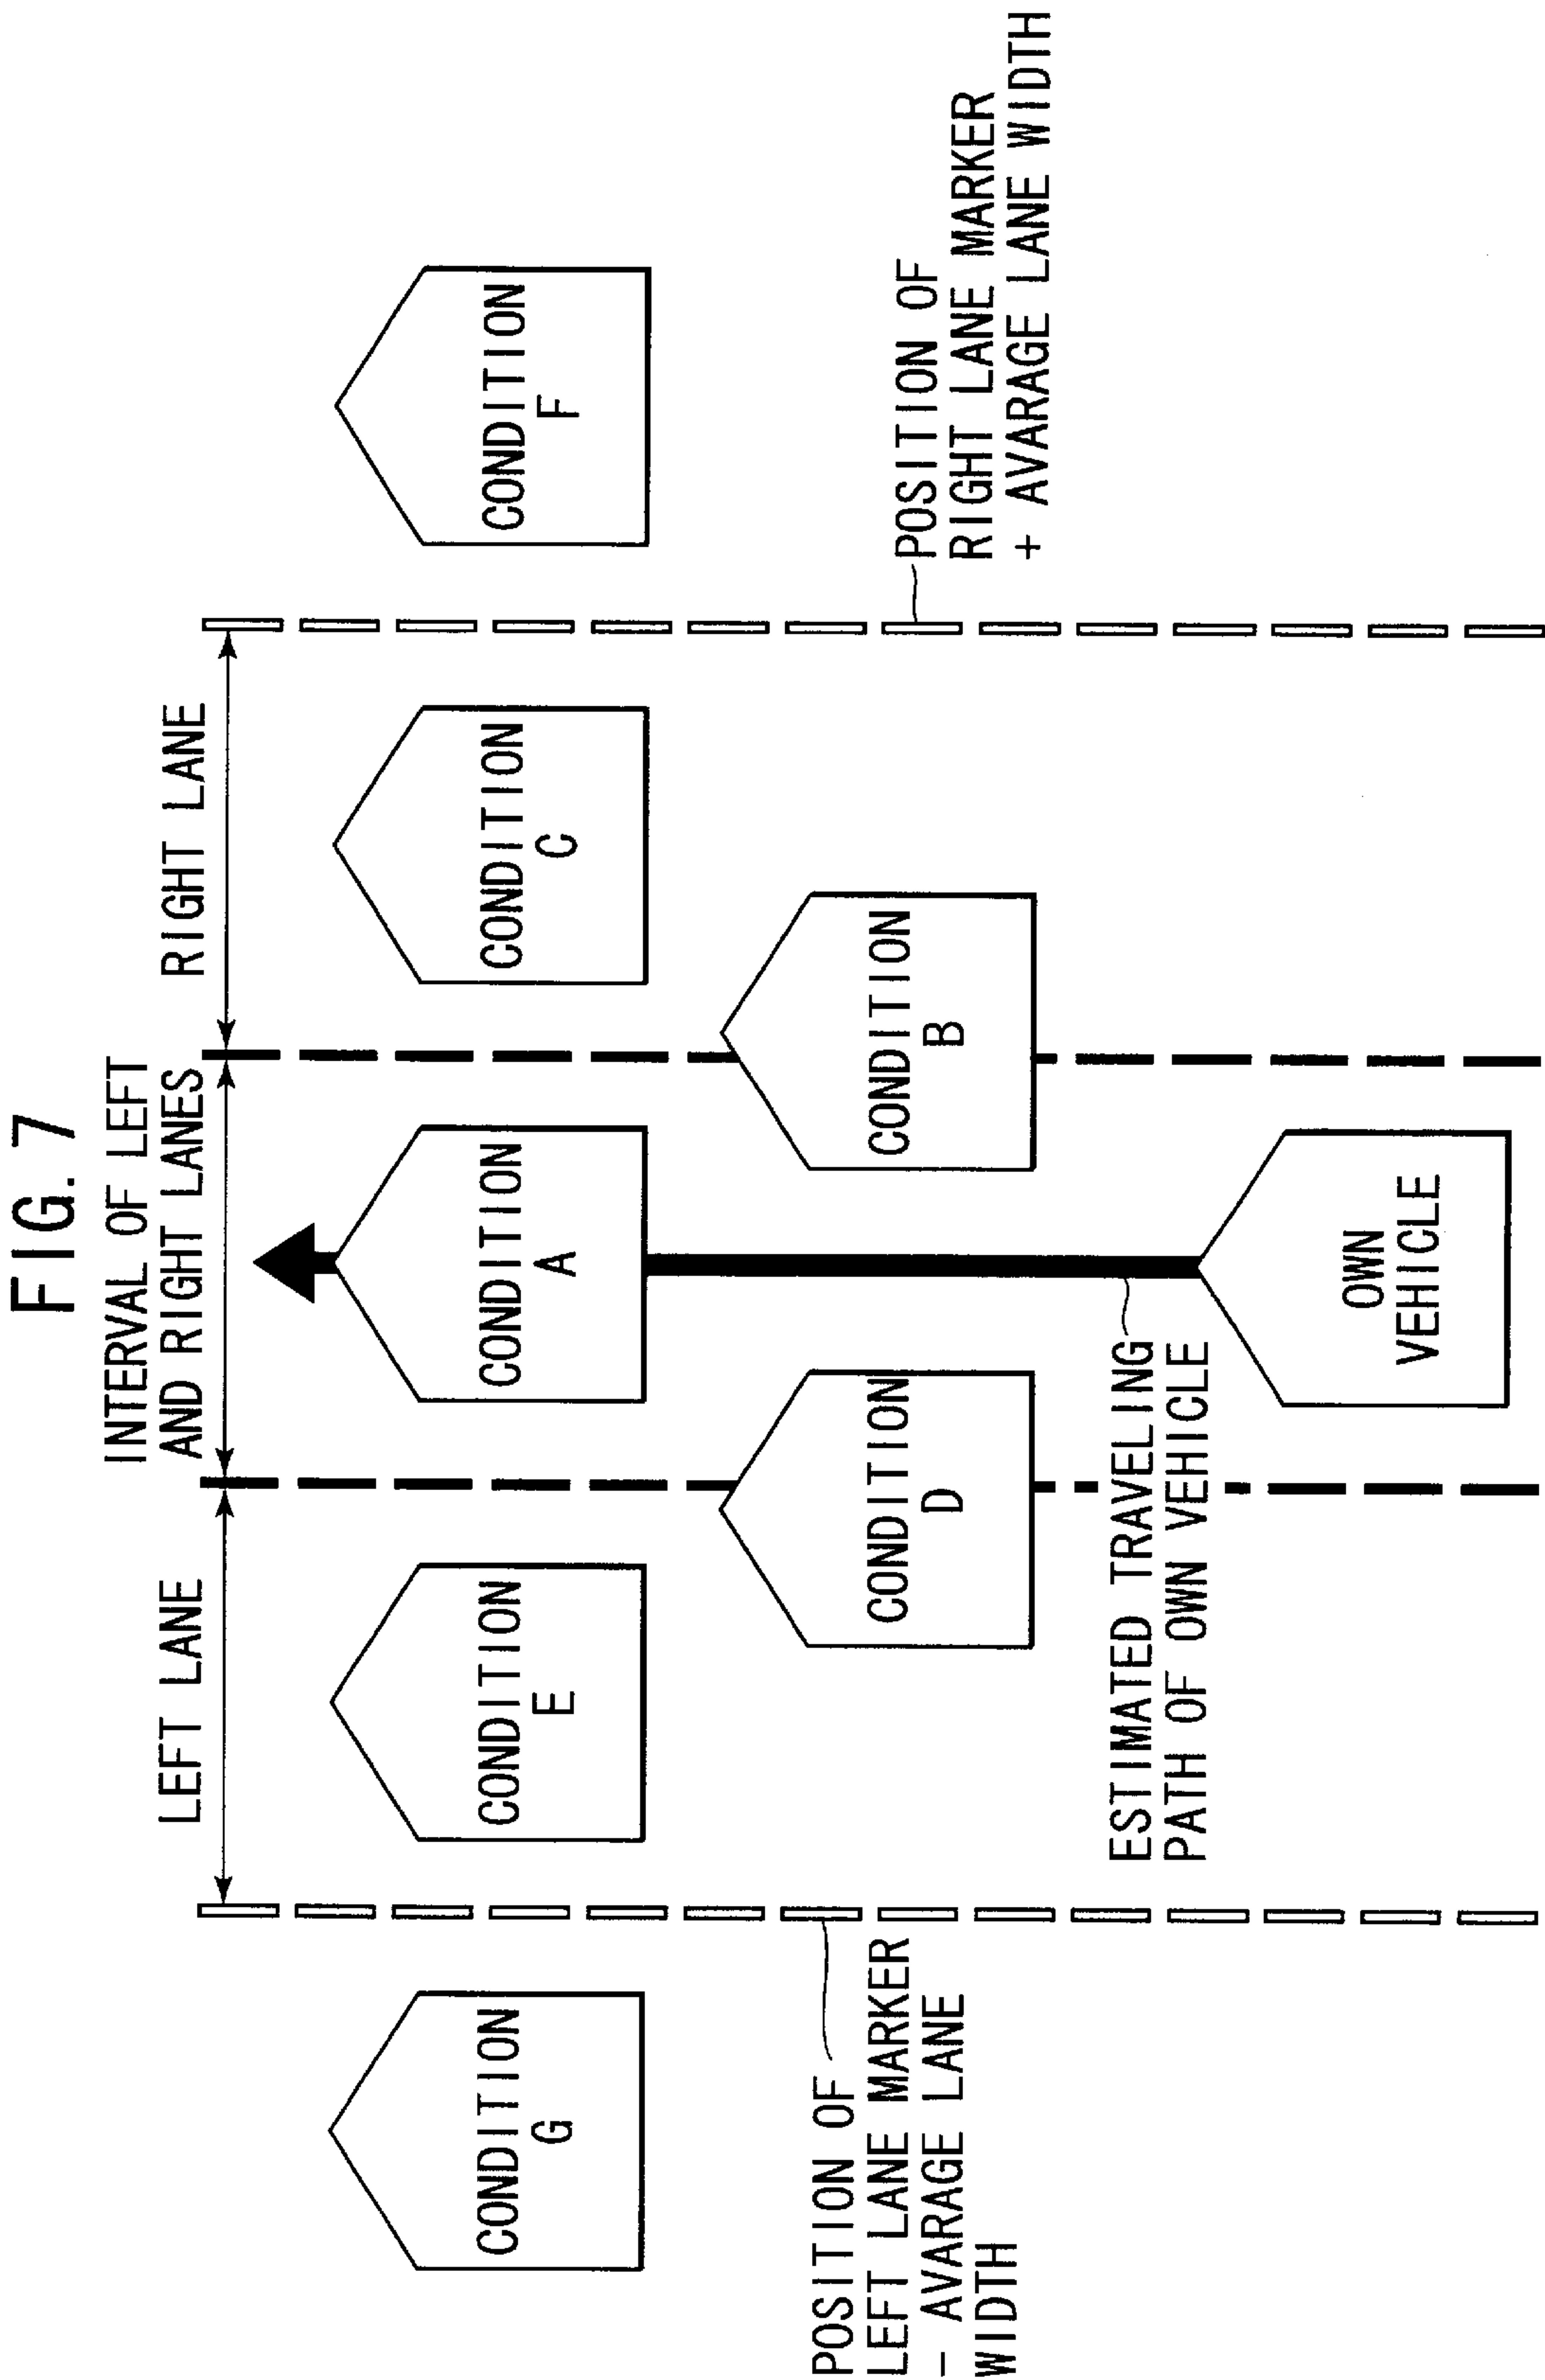 FIG. 7
INTERVAL OF LEFT
AND RIGHT LANES
LEFT LANE
RIGHT LANE
CONDITION
G
CONDITION
E
CONDITION
A
CONDITION
C
CONDITION
F
CONDITION
D
CONDITION
B
POSITION OF
LEFT LANE MARKER
- AVARAGE LANE
WIDTH
POSITION OF
RIGHT LANE MARKER
+ AVARAGE LANE WIDTH
ESTIMATED TRAVELING
PATH OF OWN VEHICLE
OWN
VEHICLE